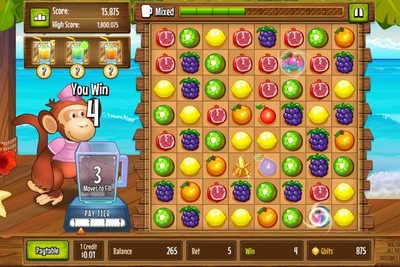 Score: 15,875
High Score: 1,800,075
Mixed
? ? ?
You Win
4
3
Moves to Fill!
PAY TIER
Paytable
1 Credit
$0.01
Balance 265
Bet 5
Win 4
Gbits 875